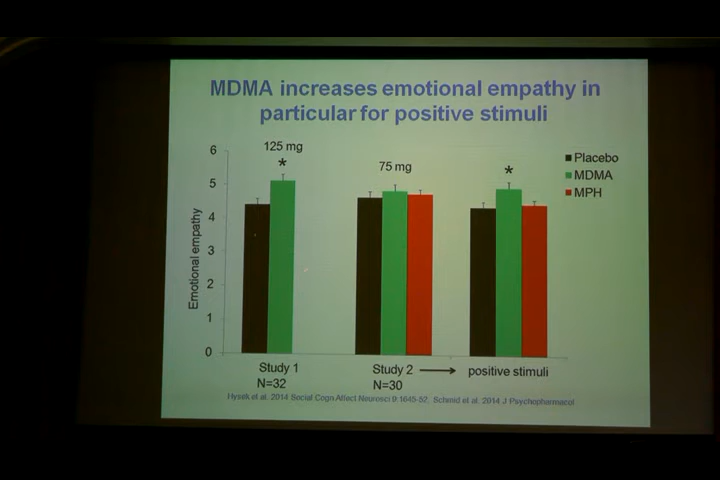 MDMA increases emotional empathy in
particular for positive stimuli
125 mg
*
75 mg
*
Placebo
MDMA
MPH
6
5
4
3
2
1
0
Emotional empathy
Study 1
N=32
Study 2
N=30
positive stimuli
Hysek et al. 2014 Social Cogn Affect Neurosci 9:1645-52, Schmid et al. 2014 J Psychopharmacol